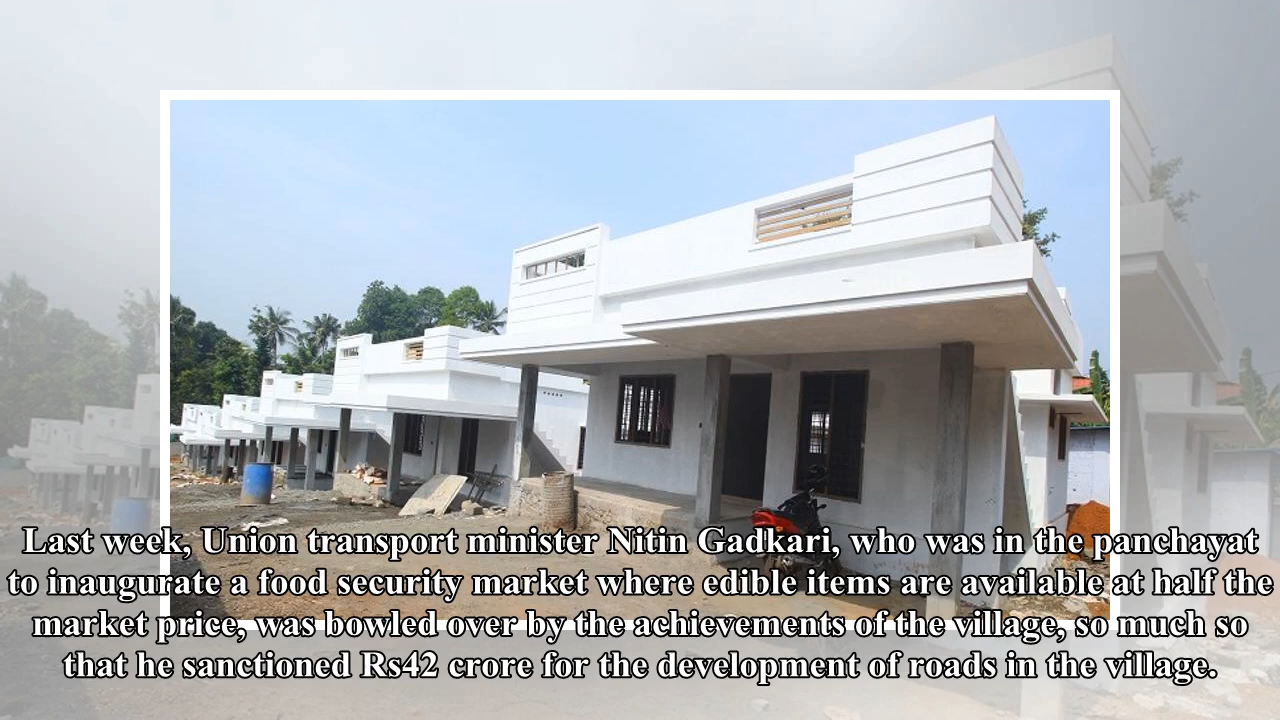 Last week, Union transport minister Nitin Gadkari, who was in the panchayat
to inaugurate a food security market where edible items are available at half the
market price, was bowled over by the achievements of the village, so much so
that he sanctioned Rs42 crore for the development of roads in the village.